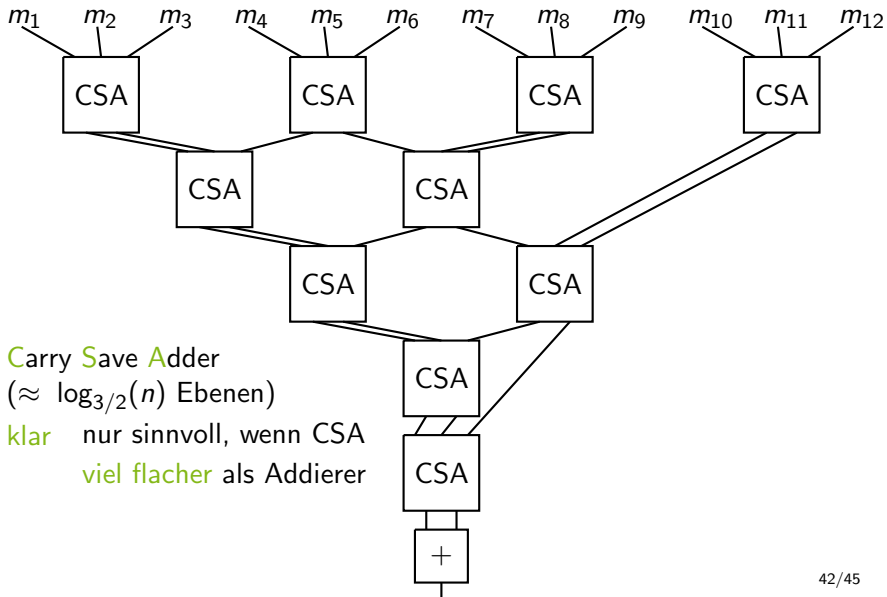 m1 m2 m3 m4 m5 m6 m7 m8 m9 m10 m11 m12
CSA CSA CSA CSA
CSA CSA
CSA CSA
Carry Save Adder
CSA
(≈ log3/2(n) Ebenen)
klar nur sinnvoll, wenn CSA
viel flacher als Addierer
CSA
+
42/45